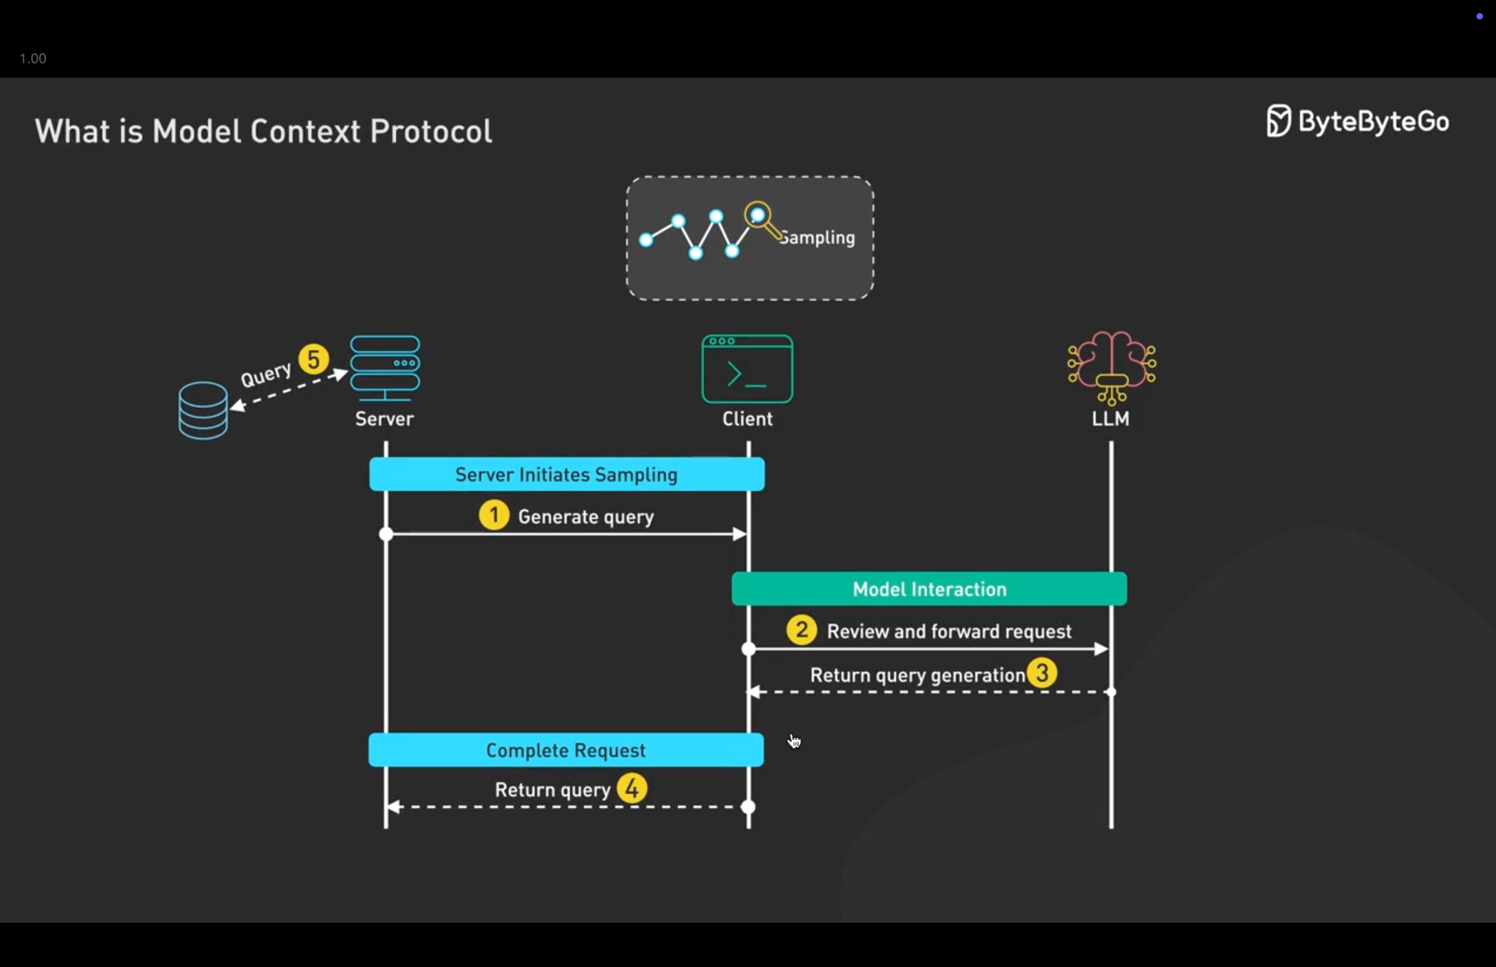 1.00
What is Model Context Protocol
ByteByteGo
Sampling
Query 5
Server
Client
LLM
Server Initiates Sampling
1 Generate query
Model Interaction
2 Review and forward request
Return query generation 3
Complete Request
Return query 4